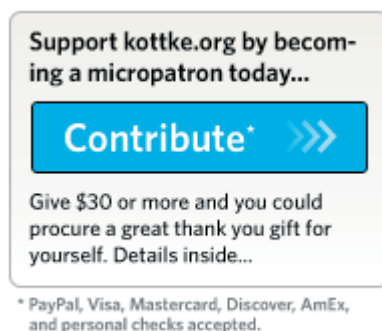 Support kottke.org by becom-
ing a micropatron today...
Contribute*
Give $30 or more and you could
procure a great thank you gift for
yourself. Details inside...
* PayPal, Visa, Mastercard, Discover, AmEx,
and personal checks accepted.